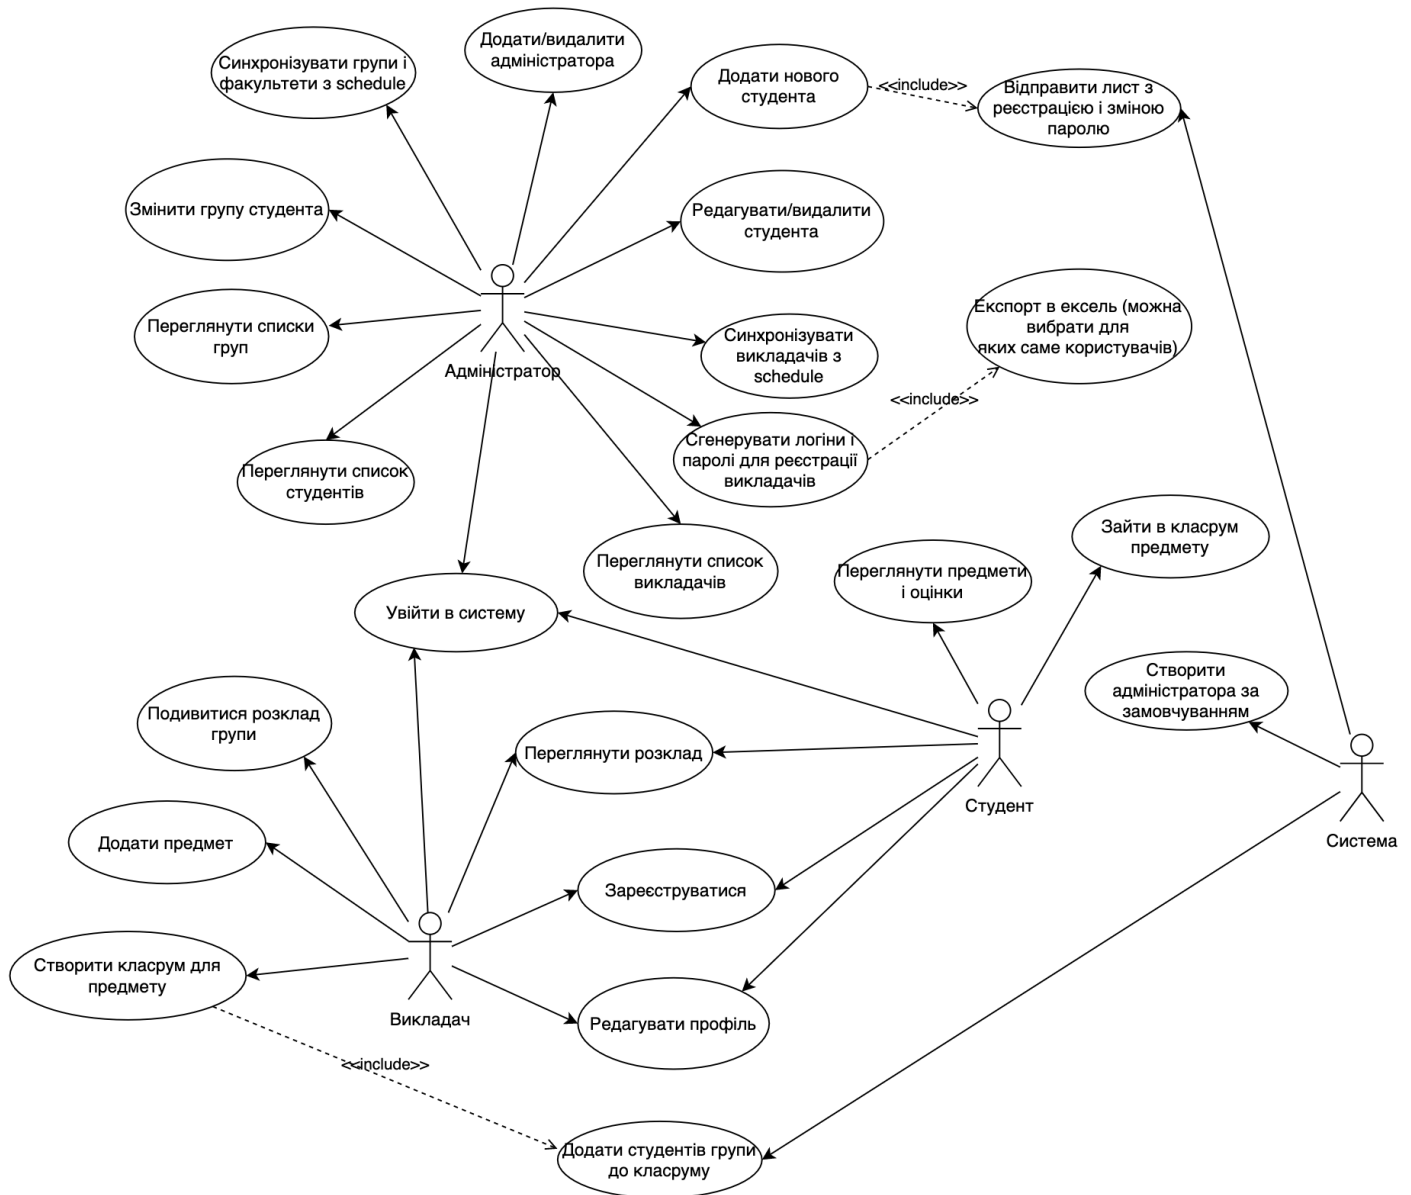 Додати/видалити
адміністратора
Синхронізувати групи і
факультети з schedule
Додати нового
студента
<<include>>
Відправити лист з
реєстрацією і зміною
паролю
Змінити групу студента
Редагувати/видалити
студента
Переглянути списки
груп
Адміністратор
Синхронізувати
викладачів з
schedule
Експорт в ексель (можна
вибрати для
яких саме користувачів)
<<include>>
Сгенерувати логіни і
паролі для реєстрації
викладачів
Переглянути список
студентів
Переглянути список
викладачів
Зайти в класрум
предмету
Переглянути предмети
і оцінки
Увійти в систему
Створити
адміністратора за
замовчуванням
Подивитися розклад
групи
Переглянути розклад
Студент
Система
Додати предмет
Зареєструватися
Створити класрум для
предмету
Викладач
Редагувати профіль
<<include>>
Додати студентів групи
до класруму